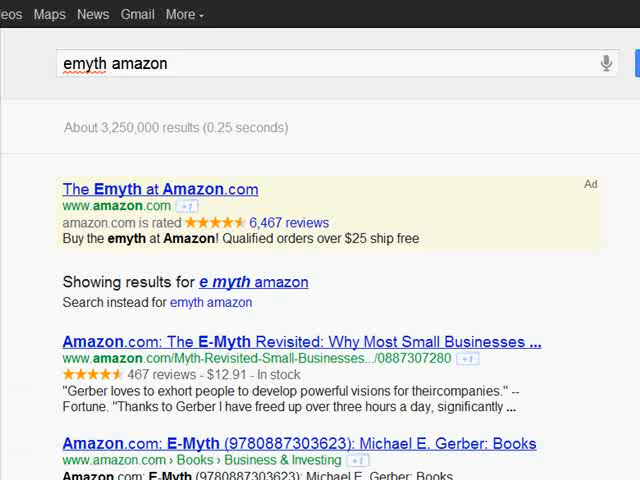 eos Maps News Gmail More
emyth amazon
About 3,250,000 results (0.25 seconds)
Ad
The Emyth at Amazon.com
www.amazon.com +1
amazon.com is rated 6,467 reviews
Buy the emyth at Amazon! Qualified orders over $25 ship free
Showing results for e myth amazon
Search instead for emyth amazon
Amazon.com: The E-Myth Revisited: Why Most Small Businesses ...
www.amazon.com/Myth-Revisited-Small-Businesses.../0887307280 +1
467 reviews - $12.91 - In stock
"Gerber loves to exhort people to develop powerful visions for theircompanies." --
Fortune. "Thanks to Gerber I have freed up over three hours a day, significantly ...
Amazon.com: E-Myth (9780887303623): Michael E. Gerber: Books
www.amazon.com › Books › Business & Investing +1
Amazon.com: E-Myth (9780887303623): Michael E. Gerber: Books